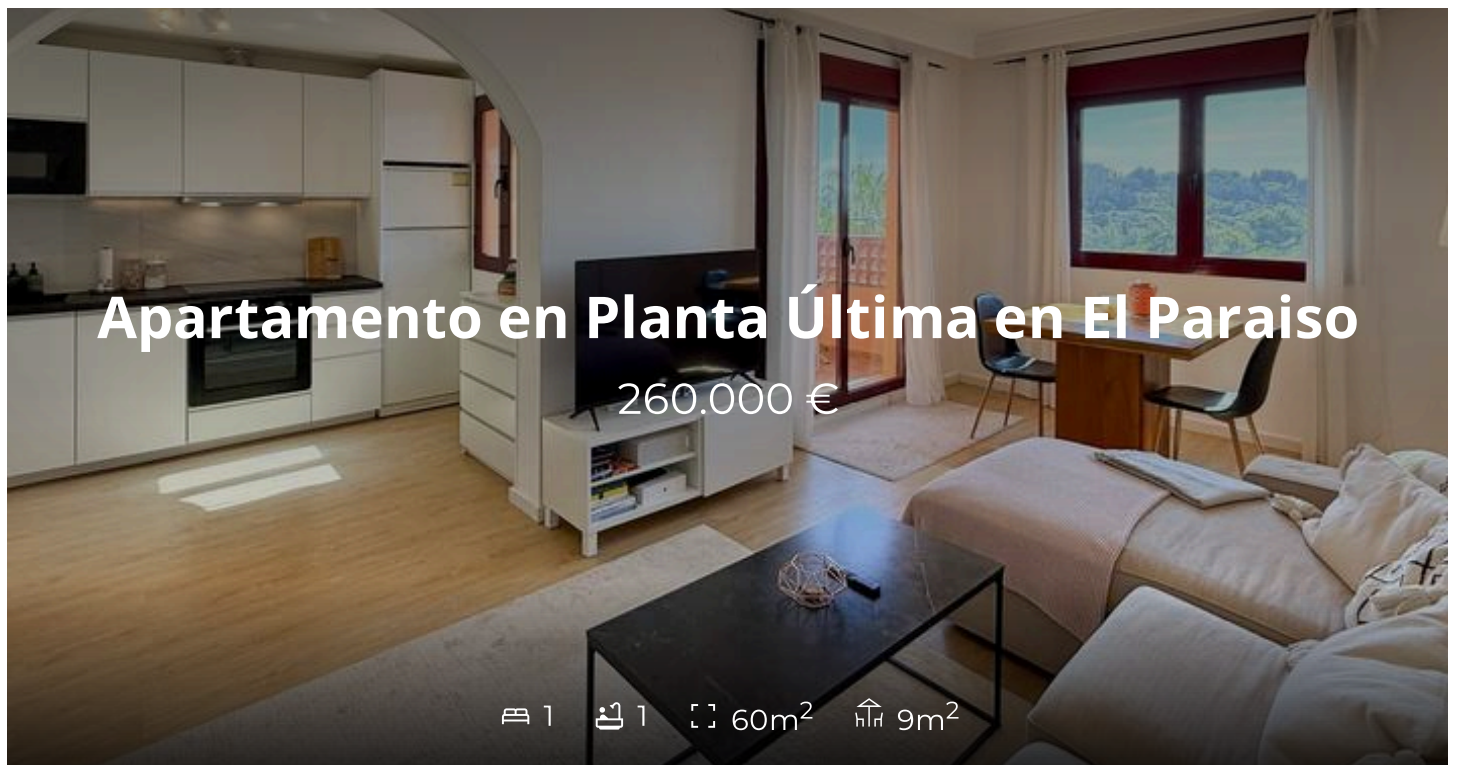 Apartamento en Planta Última en El Paraiso
260.000 €
1 1 60m² 9m²